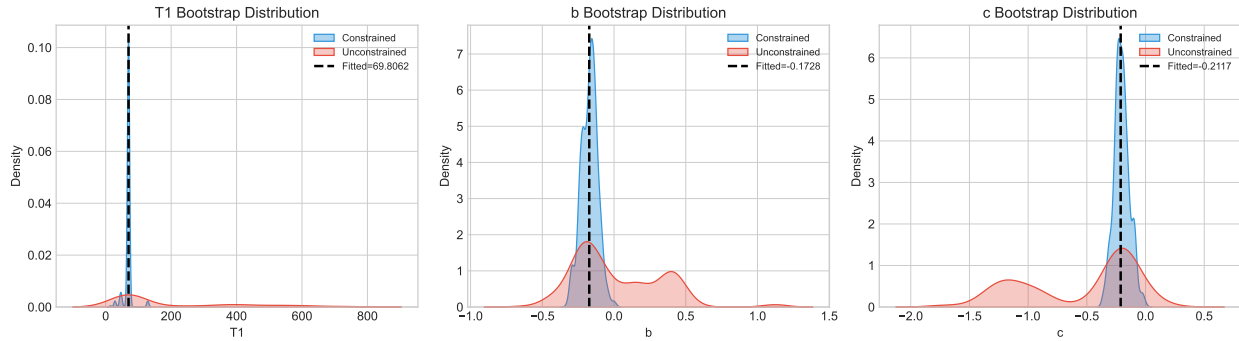 T1 Bootstrap Distribution
Density
0.10
0.08
0.06
0.04
0.02
0.00
0
200
400
600
800
T1
Constrained
Unconstrained
Fitted=69.8062
b Bootstrap Distribution
Density
7
6
5
4
3
2
1
0
−1.0
−0.5
0.0
0.5
1.0
1.5
b
Constrained
Unconstrained
Fitted=-0.1728
c Bootstrap Distribution
Density
6
5
4
3
2
1
0
−2.0
−1.5
−1.0
−0.5
0.0
0.5
c
Constrained
Unconstrained
Fitted=-0.2117